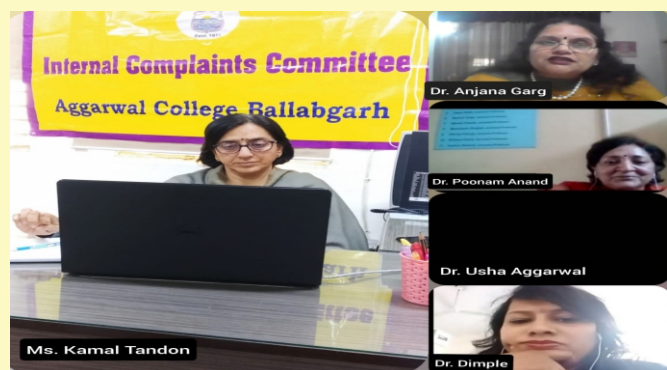 Internal Complaints Committee
Aggarwal College Ballabgarh
Ms. Kamal Tandon
Dr. Anjana Garg
Dr. Poonam Anand
Dr. Usha Aggarwal
Dr. Dimple